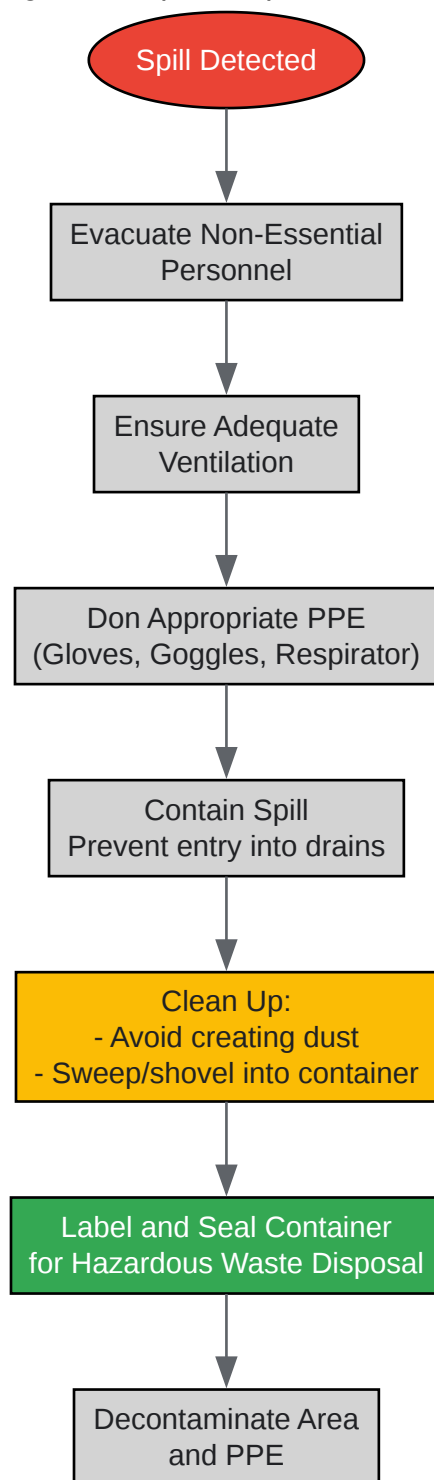 Spill Detected
Evacuate Non-Essential
Personnel
Ensure Adequate
Ventilation
Don Appropriate PPE
(Gloves, Goggles, Respirator)
Contain Spill
Prevent entry into drains
Clean Up:
- Avoid creating dust
- Sweep/shovel into container
Label and Seal Container
for Hazardous Waste Disposal
Decontaminate Area
and PPE